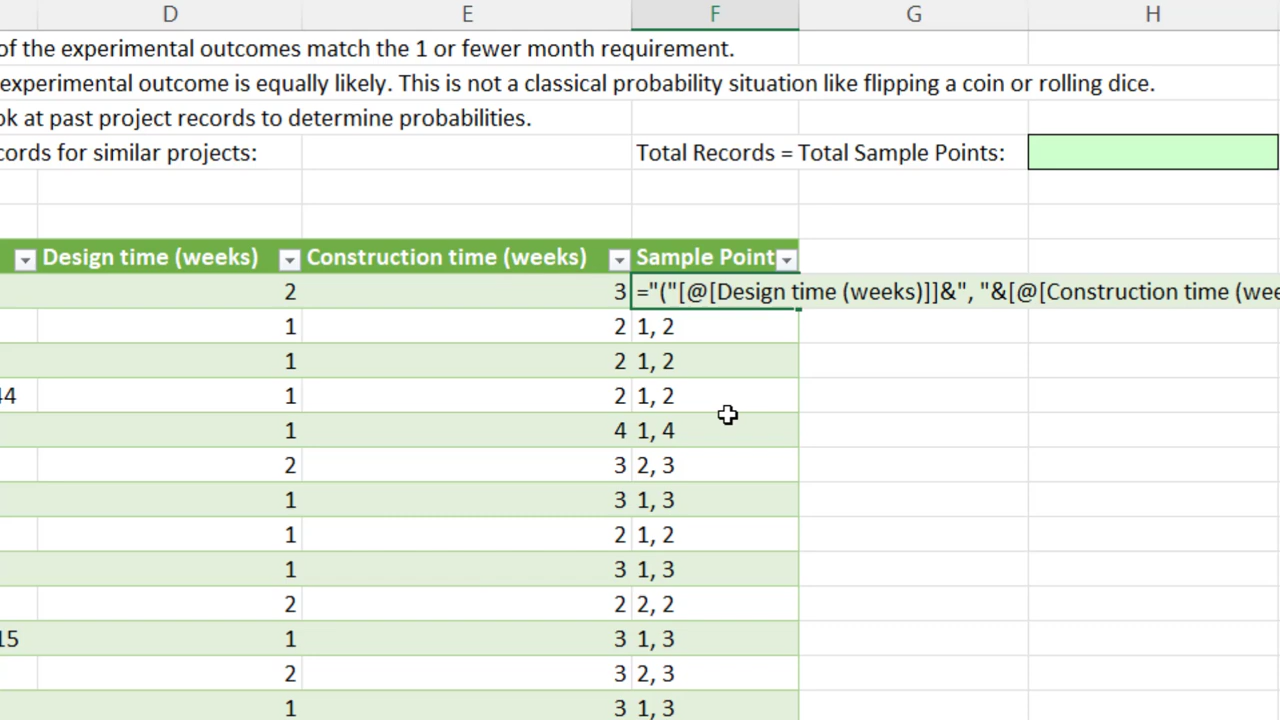 D E F G H
of the experimental outcomes match the 1 or fewer month requirement.
experimental outcome is equally likely. This is not a classical probability situation like flipping a coin or rolling dice.
ok at past project records to determine probabilities.
cords for similar projects: Total Records = Total Sample Points:
Design time (weeks) Construction time (weeks) Sample Point
2 3 ="("[@[Design time (weeks)]]&", "&[@[Construction time (wee
1 2 1, 2
1 2 1, 2
44 1 2 1, 2
1 4 1, 4
2 3 2, 3
1 3 1, 3
1 2 1, 2
1 3 1, 3
2 2 2, 2
15 1 3 1, 3
2 3 2, 3
1 3 1, 3